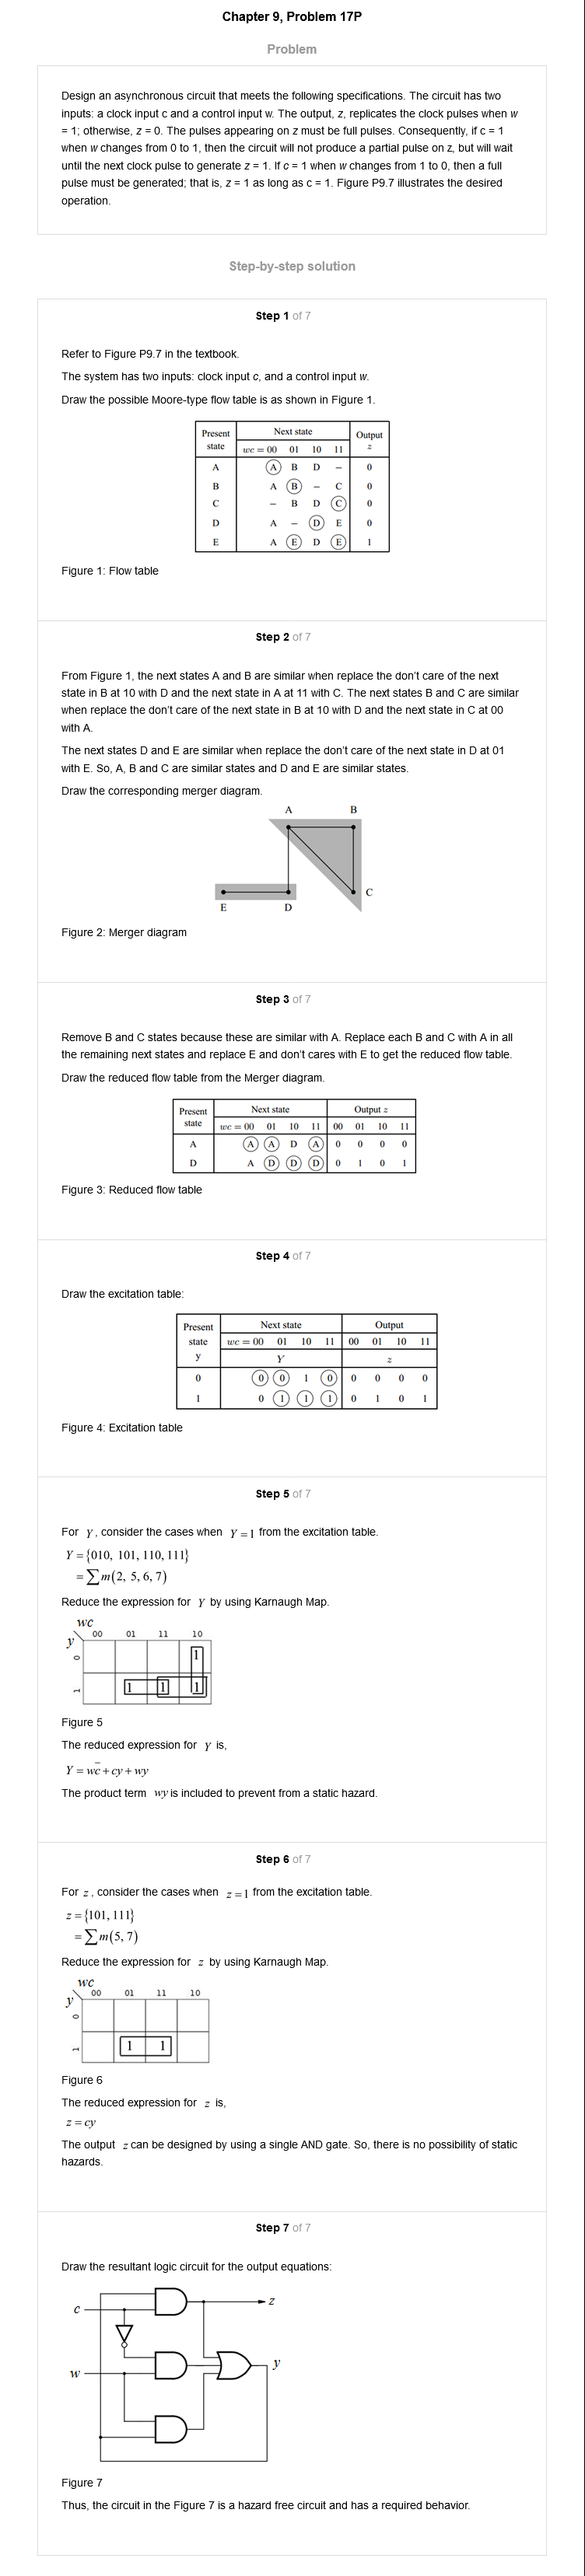 Chapter 9, Problem 17P
Problem
Design an asynchronous circuit that meets the following specifications. The circuit has two
inputs: a clock input c and a control input w. The output, z, replicates the clock pulses when w
= 1; otherwise, z = 0. The pulses appearing on z must be full pulses. Consequently, if c = 1
when w changes from 0 to 1, then the circuit will not produce a partial pulse on z, but will wait
until the next clock pulse to generate z = 1. If c = 1 when w changes from 1 to 0, then a full
pulse must be generated; that is, z = 1 as long as c = 1. Figure P9.7 illustrates the desired
operation.
Step-by-step solution
Step 1 of 7
Refer to Figure P9.7 in the textbook.
The system has two inputs: clock input c, and a control input w.
Draw the possible Moore-type flow table is as shown in Figure 1.
Present Next state Output
state wc = 00 01 10 11 z
A A B D – 0
B A B – C 0
C – B D C 0
D A – D E 0
E A E D E 1
Figure 1: Flow table
Step 2 of 7
From Figure 1, the next states A and B are similar when replace the don't care of the next
state in B at 10 with D and the next state in A at 11 with C. The next states B and C are similar
when replace the don't care of the next state in B at 10 with D and the next state in C at 00
with A.
The next states D and E are similar when replace the don't care of the next state in D at 01
with E. So, A, B and C are similar states and D and E are similar states.
Draw the corresponding merger diagram.
A B
C
E D
Figure 2: Merger diagram
Step 3 of 7
Remove B and C states because these are similar with A. Replace each B and C with A in all
the remaining next states and replace E and don't cares with E to get the reduced flow table.
Draw the reduced flow table from the Merger diagram.
Present Next state Output z
state wc = 00 01 10 11 00 01 10 11
A A A D A 0 0 0 0
D A D D D 0 1 0 1
Figure 3: Reduced flow table
Step 4 of 7
Draw the excitation table:
Present Next state Output
state wc = 00 01 10 11 00 01 10 11
y Y z
0 0 0 1 0 0 0 0 0
1 0 1 1 1 0 1 0 1
Figure 4: Excitation table
Step 5 of 7
For Y, consider the cases when Y = 1 from the excitation table.
Y = {010, 101, 110, 111}
= ∑m(2, 5, 6, 7)
Reduce the expression for Y by using Karnaugh Map.
wc
y 00 01 11 10
0 1
1 1 1 1
Figure 5
The reduced expression for Y is,
Y = wc̅ + cy + wy
The product term wy is included to prevent from a static hazard.
Step 6 of 7
For z, consider the cases when z = 1 from the excitation table.
z = {101, 111}
= ∑m(5, 7)
Reduce the expression for z by using Karnaugh Map.
wc
y 00 01 11 10
0
1 1 1
Figure 6
The reduced expression for z is,
z = cy
The output z can be designed by using a single AND gate. So, there is no possibility of static
hazards.
Step 7 of 7
Draw the resultant logic circuit for the output equations:
z
c
w
y
Figure 7
Thus, the circuit in the Figure 7 is a hazard free circuit and has a required behavior.